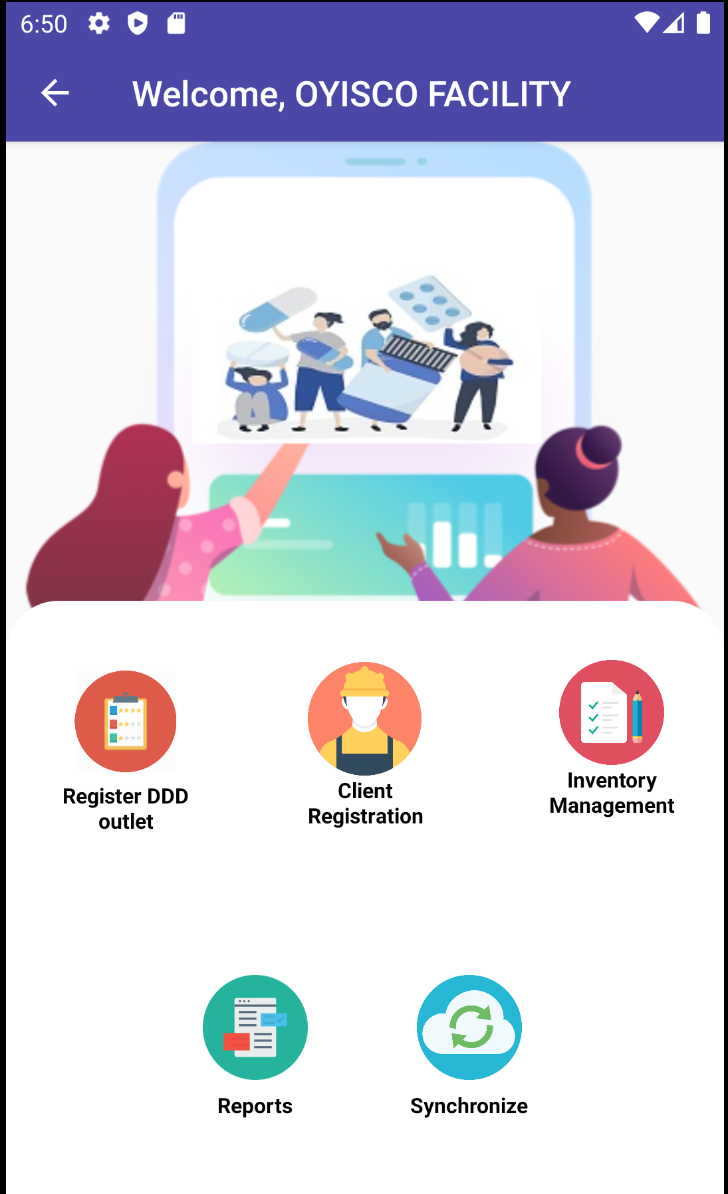 6:50
Welcome, OYISCO FACILITY
Register DDD
outlet
Client
Registration
Inventory
Management
Reports
Synchronize